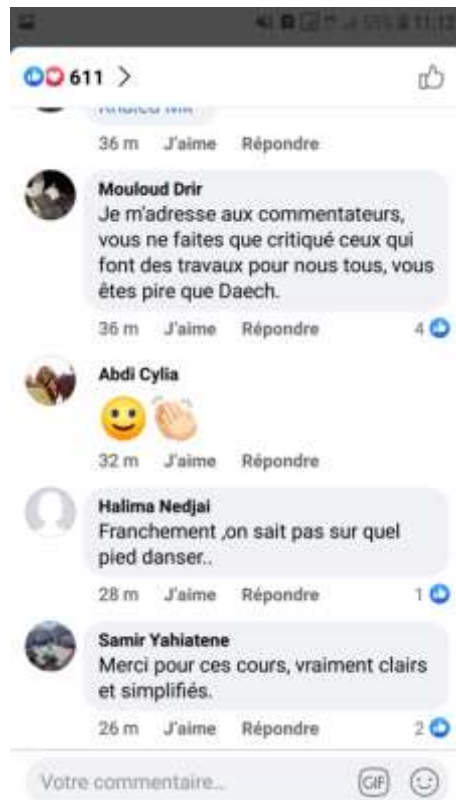 11:12
611 >
36 m J'aime Répondre
Mouloud Drir
Je m'adresse aux commentateurs,
vous ne faites que critiqué ceux qui
font des travaux pour nous tous, vous
êtes pire que Daech.
36 m J'aime Répondre 4
Abdi Cylia
32 m J'aime Répondre
Halima Nedjai
Franchement ,on sait pas sur quel
pied danser..
28 m J'aime Répondre 1
Samir Yahiatene
Merci pour ces cours, vraiment clairs
et simplifiés.
26 m J'aime Répondre 2
Votre commentaire... GIF